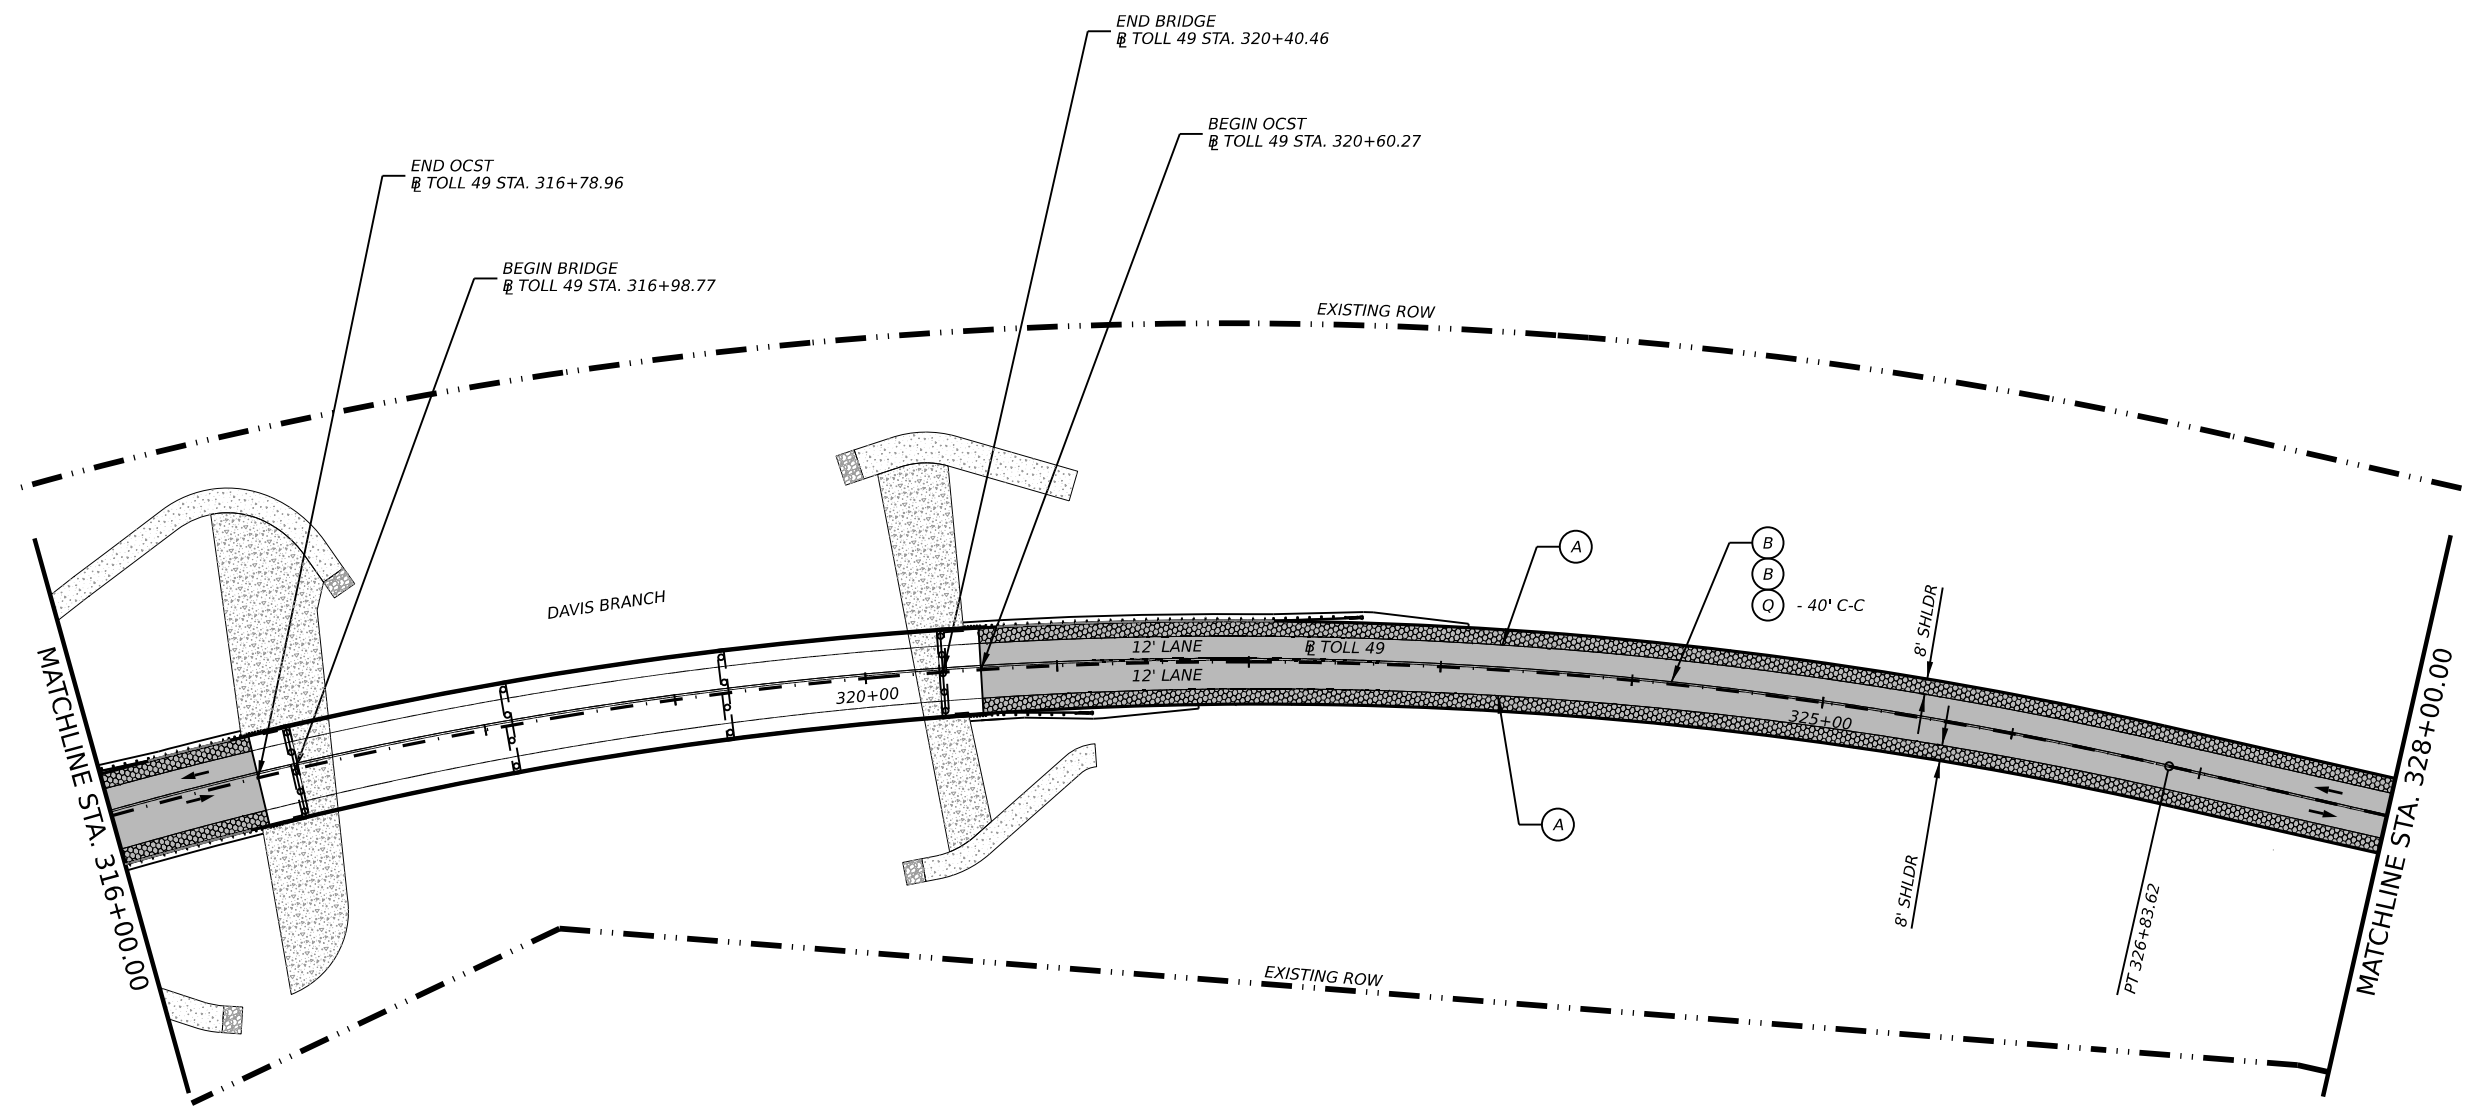 END BRIDGE
℄ TOLL 49 STA. 320+40.46
BEGIN OCST
℄ TOLL 49 STA. 320+60.27
END OCST
℄ TOLL 49 STA. 316+78.96
BEGIN BRIDGE
℄ TOLL 49 STA. 316+98.77
EXISTING ROW
A
B
B
Q - 40' C-C
DAVIS BRANCH
8' SHLDR
12' LANE
℄ TOLL 49
12' LANE
320+00
325+00
MATCHLINE STA. 316+00.00
MATCHLINE STA. 328+00.00
A
8' SHLDR
PT 326+83.62
EXISTING ROW